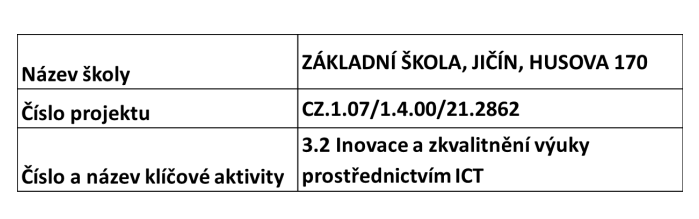 Název školy
ZÁKLADNÍ ŠKOLA, JIČÍN, HUSOVA 170
Číslo projektu
CZ.1.07/1.4.00/21.2862
Číslo a název klíčové aktivity
3.2 Inovace a zkvalitnění výuky
prostřednictvím ICT